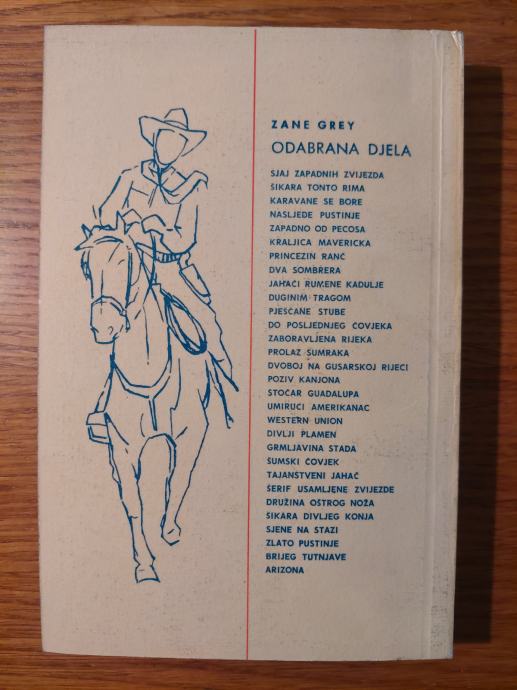 ZANE GREY
ODABRANA DJELA
SJAJ ZAPADNIH ZVIJEZDA
ŠIKARA TONTO RIMA
KARAVANE SE BORE
NASLJEDE PUSTINJE
ZAPADNO OD PECOSA
KRALJICA MAVERICKA
PRINCEZIN RANČ
DVA SOMBRERA
JAHAČI RUMENE KADULJE
DUGINIM TRAGOM
PJEŠČANE STUBE
DO POSLJEDNJEG ČOVJEKA
ZABORAVLJENA RIJEKA
PROLAZ SUMRAKA
DVOBOJ NA GUSARSKOJ RIJECI
POZIV KANJONA
STOČAR GUADALUPA
UMIRUĆI AMERIKANAC
WESTERN UNION
DIVLJI PLAMEN
GRMLJAVINA STADA
ŠUMSKI ČOVJEK
TAJANSTVENI JAHAČ
ŠERIF USAMLJENE ZVIJEZDE
DRUŽINA OŠTROG NOŽA
ŠIKARA DIVLJEG KONJA
SJENE NA STAZI
ZLATO PUSTINJE
BRIJEG TUTNJAVE
ARIZONA